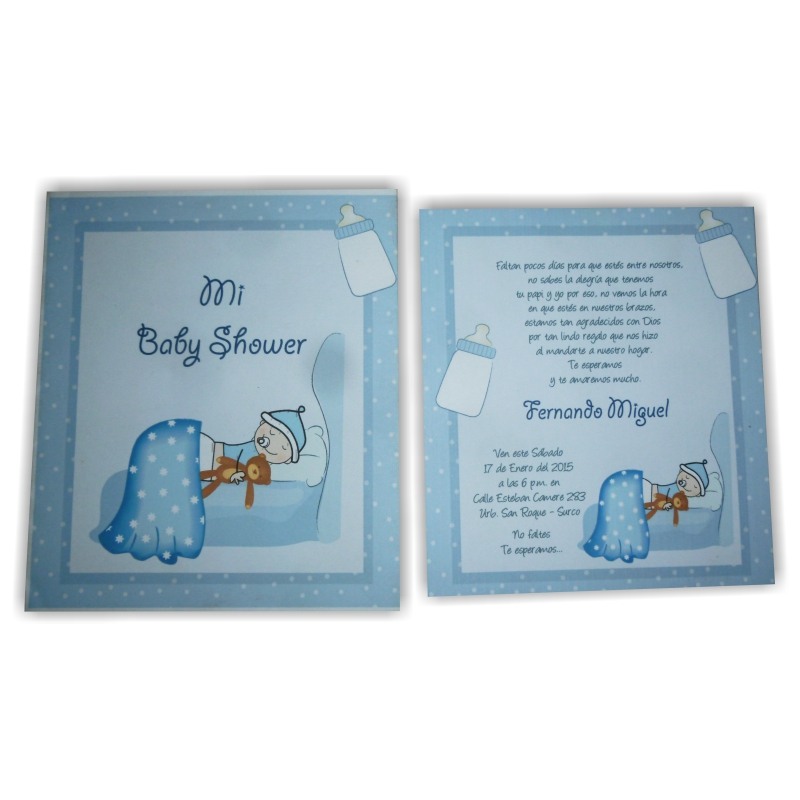 Mi
Baby Shower
Faltan pocos días para que estés entre nosotros,
no sabes la alegría que tenemos
tu papi y yo por eso, no vemos la hora
en que estés en nuestros brazos,
estamos tan agradecidos con Dios
por tan lindo regalo que nos hizo
al mandarte a nuestro hogar.
Te esperamos
y te amaremos mucho.
Fernando Miguel
Ven este Sábado
17 de Enero del 2015
a las 6 p.m. en
Calle Esteban Camere 283
Urb. San Roque - Surco
No faltes
Te esperamos...